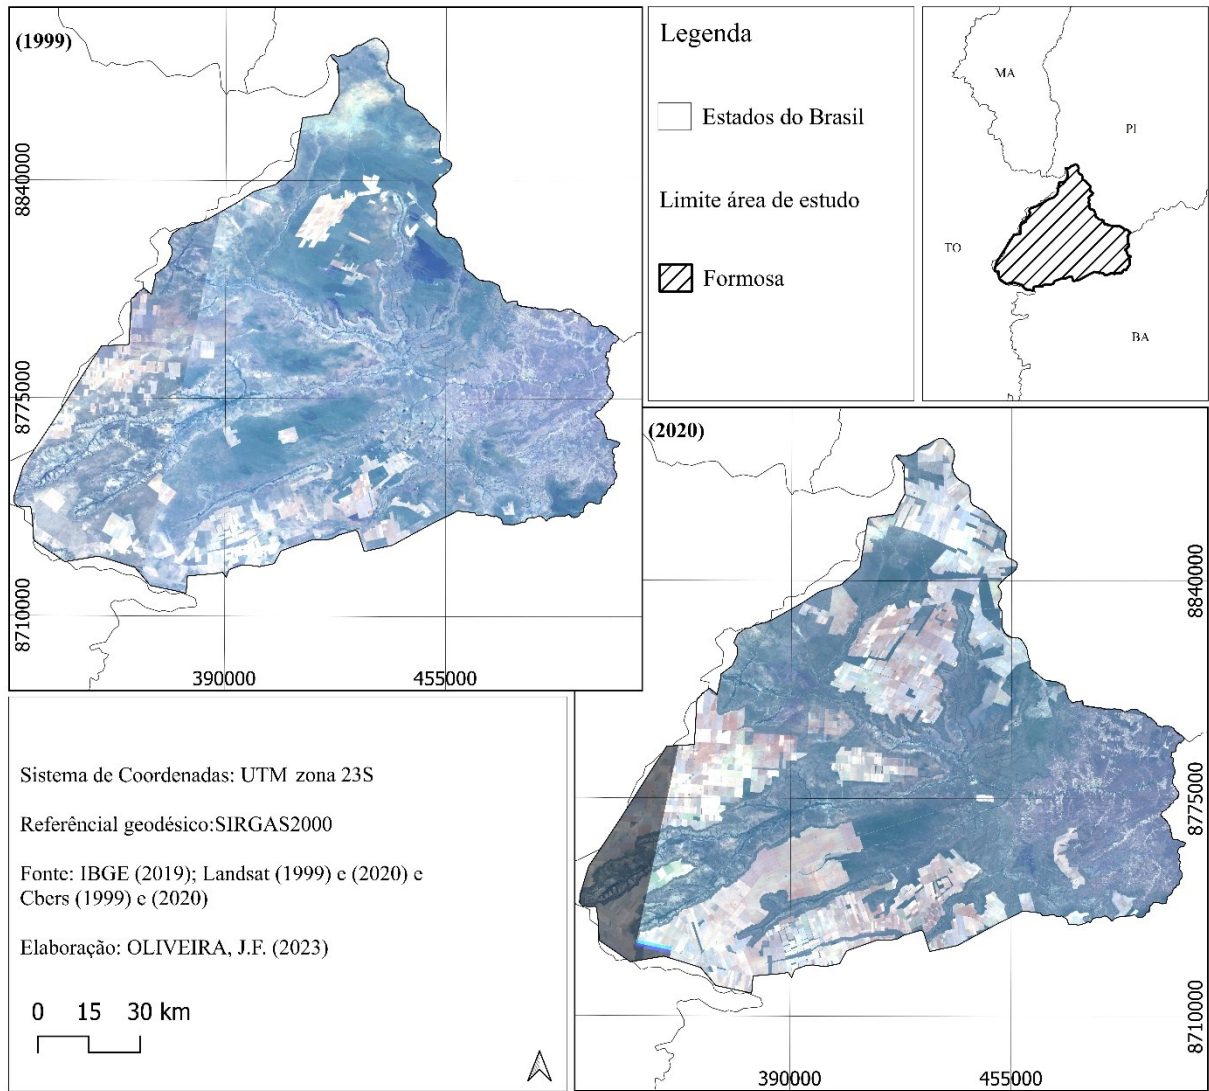 (1999)
8840000
8775000
8710000
390000
455000
Legenda
Estados do Brasil
Limite área de estudo
Formosa
MA
PI
TO
BA
(2020)
8840000
8775000
8710000
390000
455000
Sistema de Coordenadas: UTM zona 23S
Referêncial geodésico:SIRGAS2000
Fonte: IBGE (2019); Landsat (1999) e (2020) e
Cbers (1999) e (2020)
Elaboração: OLIVEIRA, J.F. (2023)
0 15 30 km